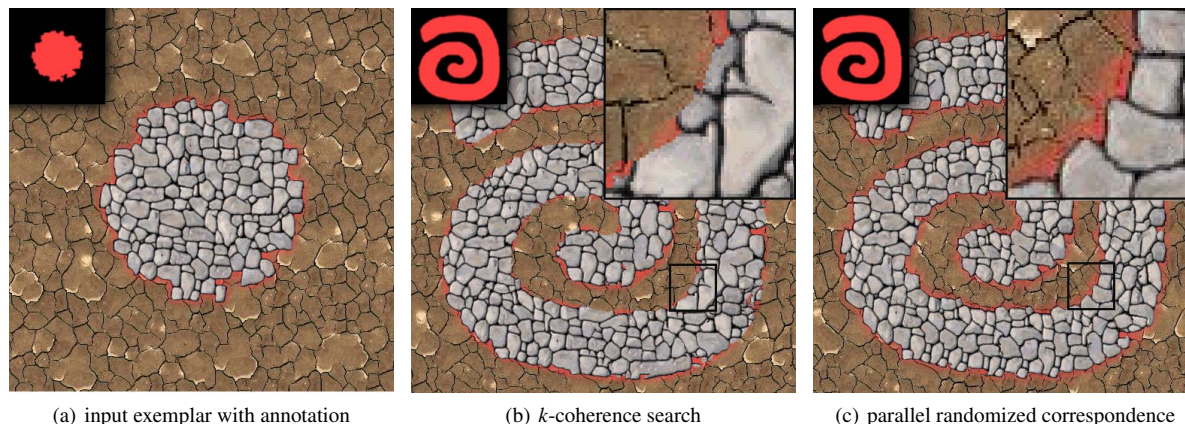 (a) input exemplar with annotation
(b) k-coherence search
(c) parallel randomized correspondence